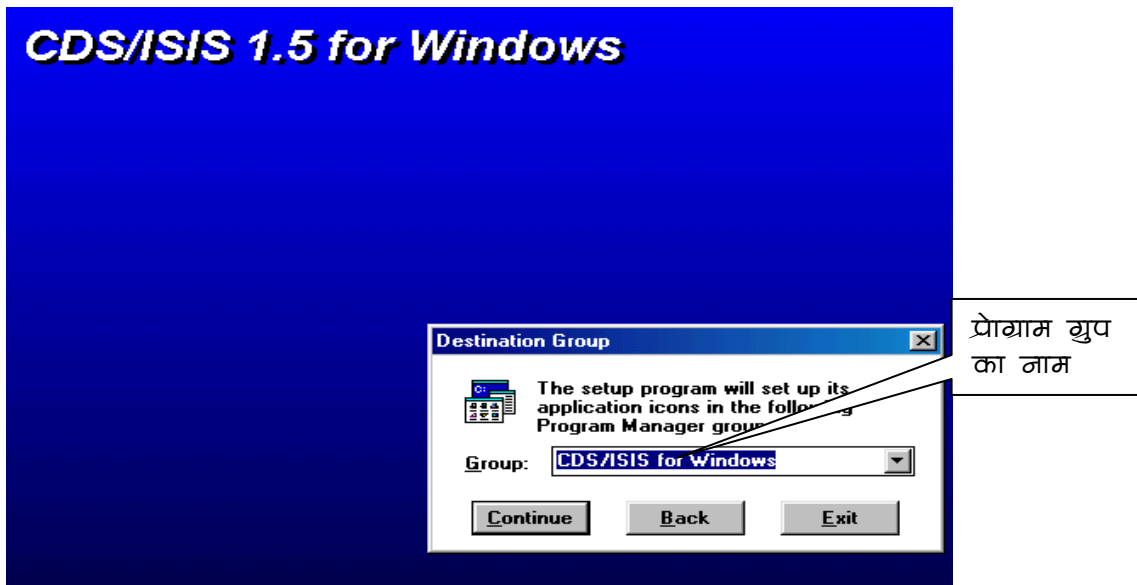 CDS/ISIS 1.5 for Windows
प्रोग्राम ग्रुप
का नाम
Destination Group
The setup program will set up its
application icons in the following
Program Manager group
Group: CDS/ISIS for Windows
Continue Back Exit